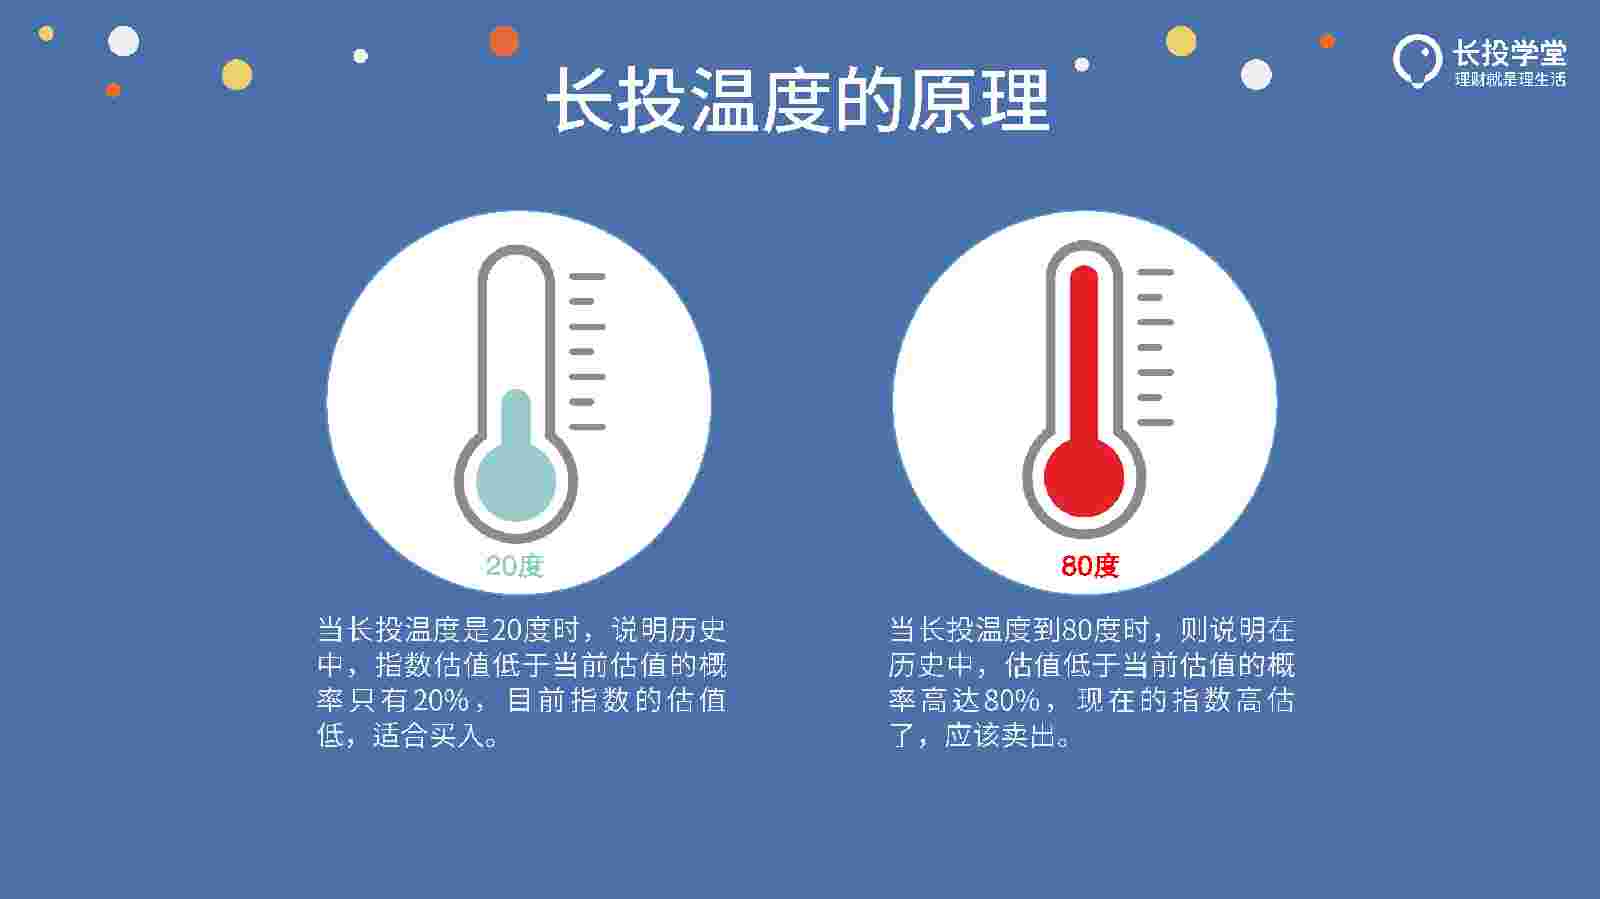 长投学堂
理财就是理生活
长投温度的原理
20度
当长投温度是20度时，说明历史
中，指数估值低于当前估值的概
率只有20%，目前指数的估值
低，适合买入。
80度
当长投温度到80度时，则说明在
历史中，估值低于当前估值的概
率高达80%，现在的指数高估
了，应该卖出。